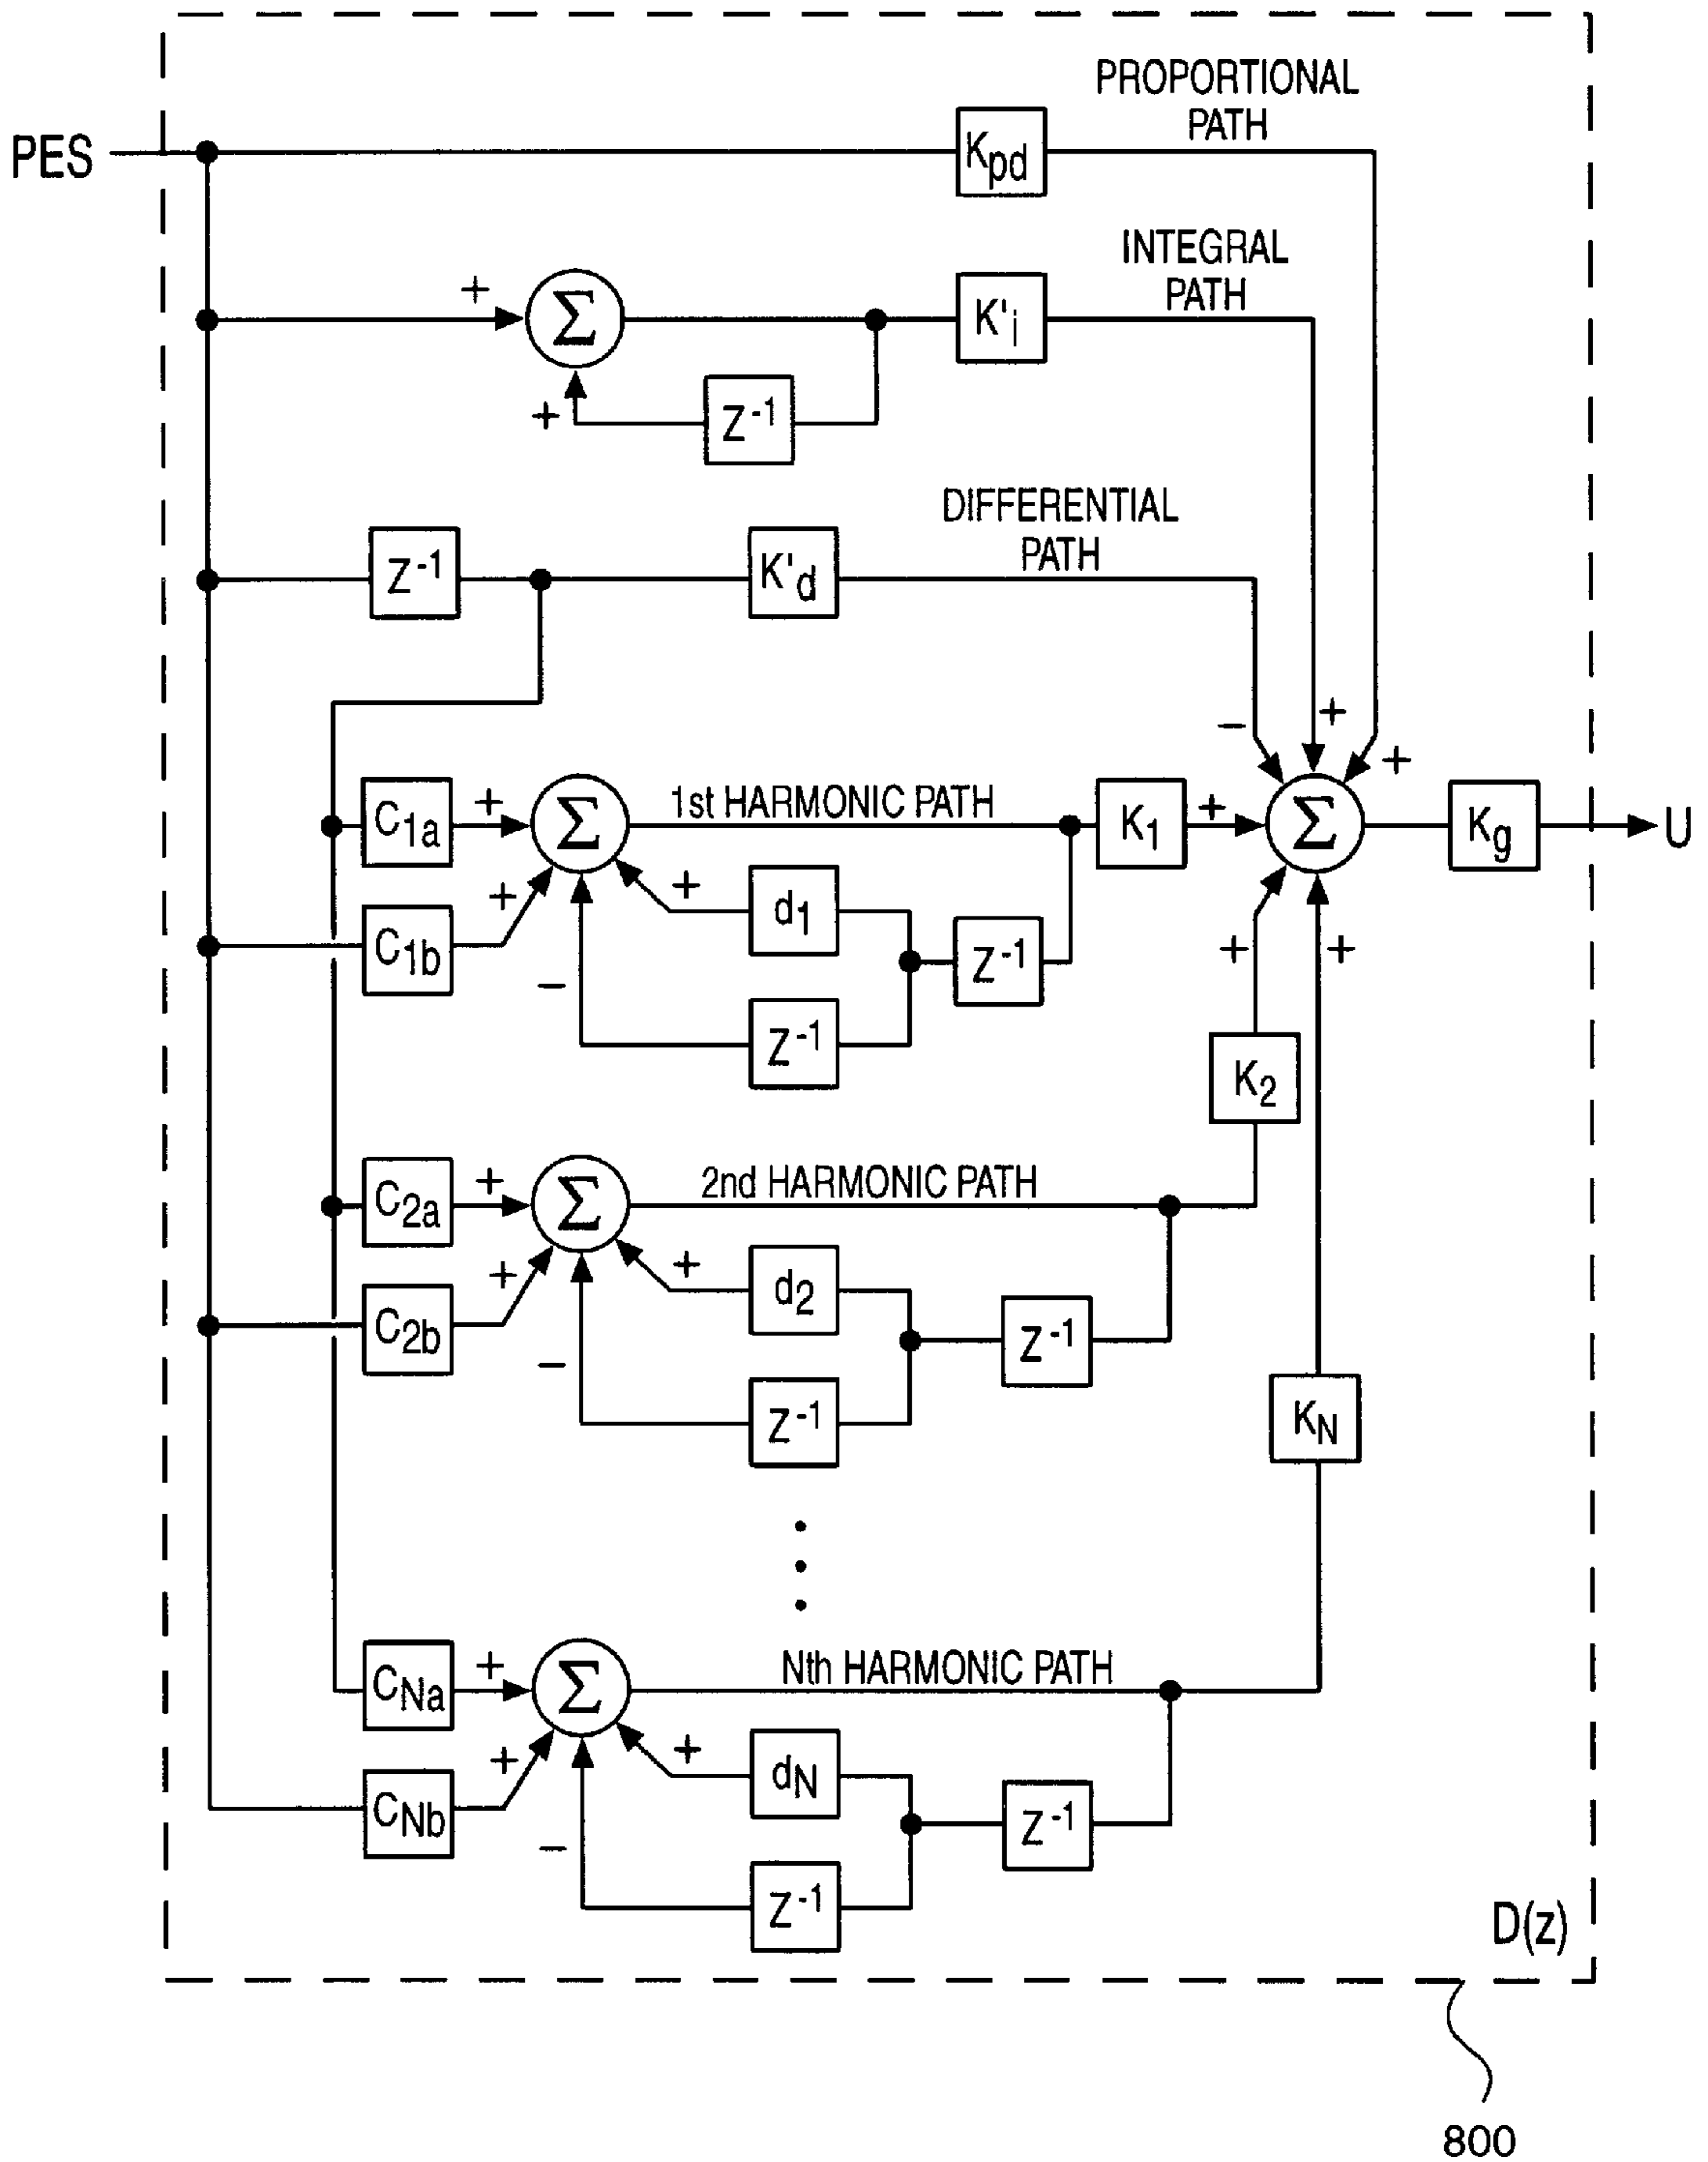 PROPORTIONAL
PATH
PES
Kpd
INTEGRAL
PATH
+
Σ
K'i
+
Z-1
DIFFERENTIAL
PATH
Z-1
K'd
−
+
+
C1a
+
Σ
1st HARMONIC PATH
K1
+
Σ
Kg
U
C1b
+
+
d1
Z-1
−
Z-1
+
+
K2
C2a
+
Σ
2nd HARMONIC PATH
C2b
+
+
d2
Z-1
−
Z-1
KN
CNa
+
Σ
Nth HARMONIC PATH
CNb
+
+
dN
Z-1
−
Z-1
D(z)
800